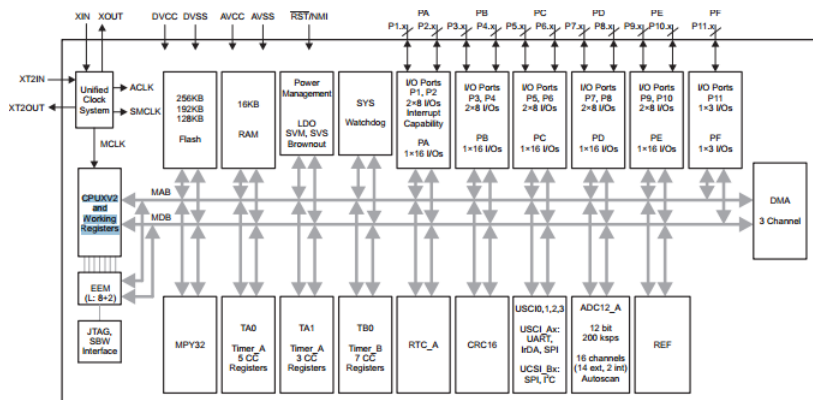 XIN XOUT DVCC DVSS AVCC AVSS RST/NMI
PA PB PC PD PE PF
P1.x P2.x P3.x P4.x P5.x P6.x P7.x P8.x P9.x P10.x P11.x
XT2IN
XT2OUT
Unified
Clock
System
ACLK
SMCLK
MCLK
256KB
192KB
128KB
Flash
16KB
RAM
Power
Management
LDO
SVM, SVS
Brownout
SYS
Watchdog
I/O Ports
P1, P2
2×8 I/Os
Interrupt
Capability
PA
1×16 I/Os
I/O Ports
P3, P4
2×8 I/Os
PB
1×16 I/Os
I/O Ports
P5, P6
2×8 I/Os
PC
1×16 I/Os
I/O Ports
P7, P8
2×8 I/Os
PD
1×16 I/Os
I/O Ports
P9, P10
2×8 I/Os
PE
1×16 I/Os
I/O Ports
P11
1×3 I/Os
PF
1×3 I/Os
CPUXV2
and
Working
Registers
MAB
MDB
DMA
3 Channel
EEM
(L: 8+2)
JTAG,
SBW
Interface
MPY32
TA0
Timer_A
5 CC
Registers
TA1
Timer_A
3 CC
Registers
TB0
Timer_B
7 CC
Registers
RTC_A
CRC16
USCI0,1,2,3
USCI_Ax:
UART,
IrDA, SPI
UCSI_Bx:
SPI, I²C
ADC12_A
12 bit
200 ksps
16 channels
(14 ext, 2 int)
Autoscan
REF